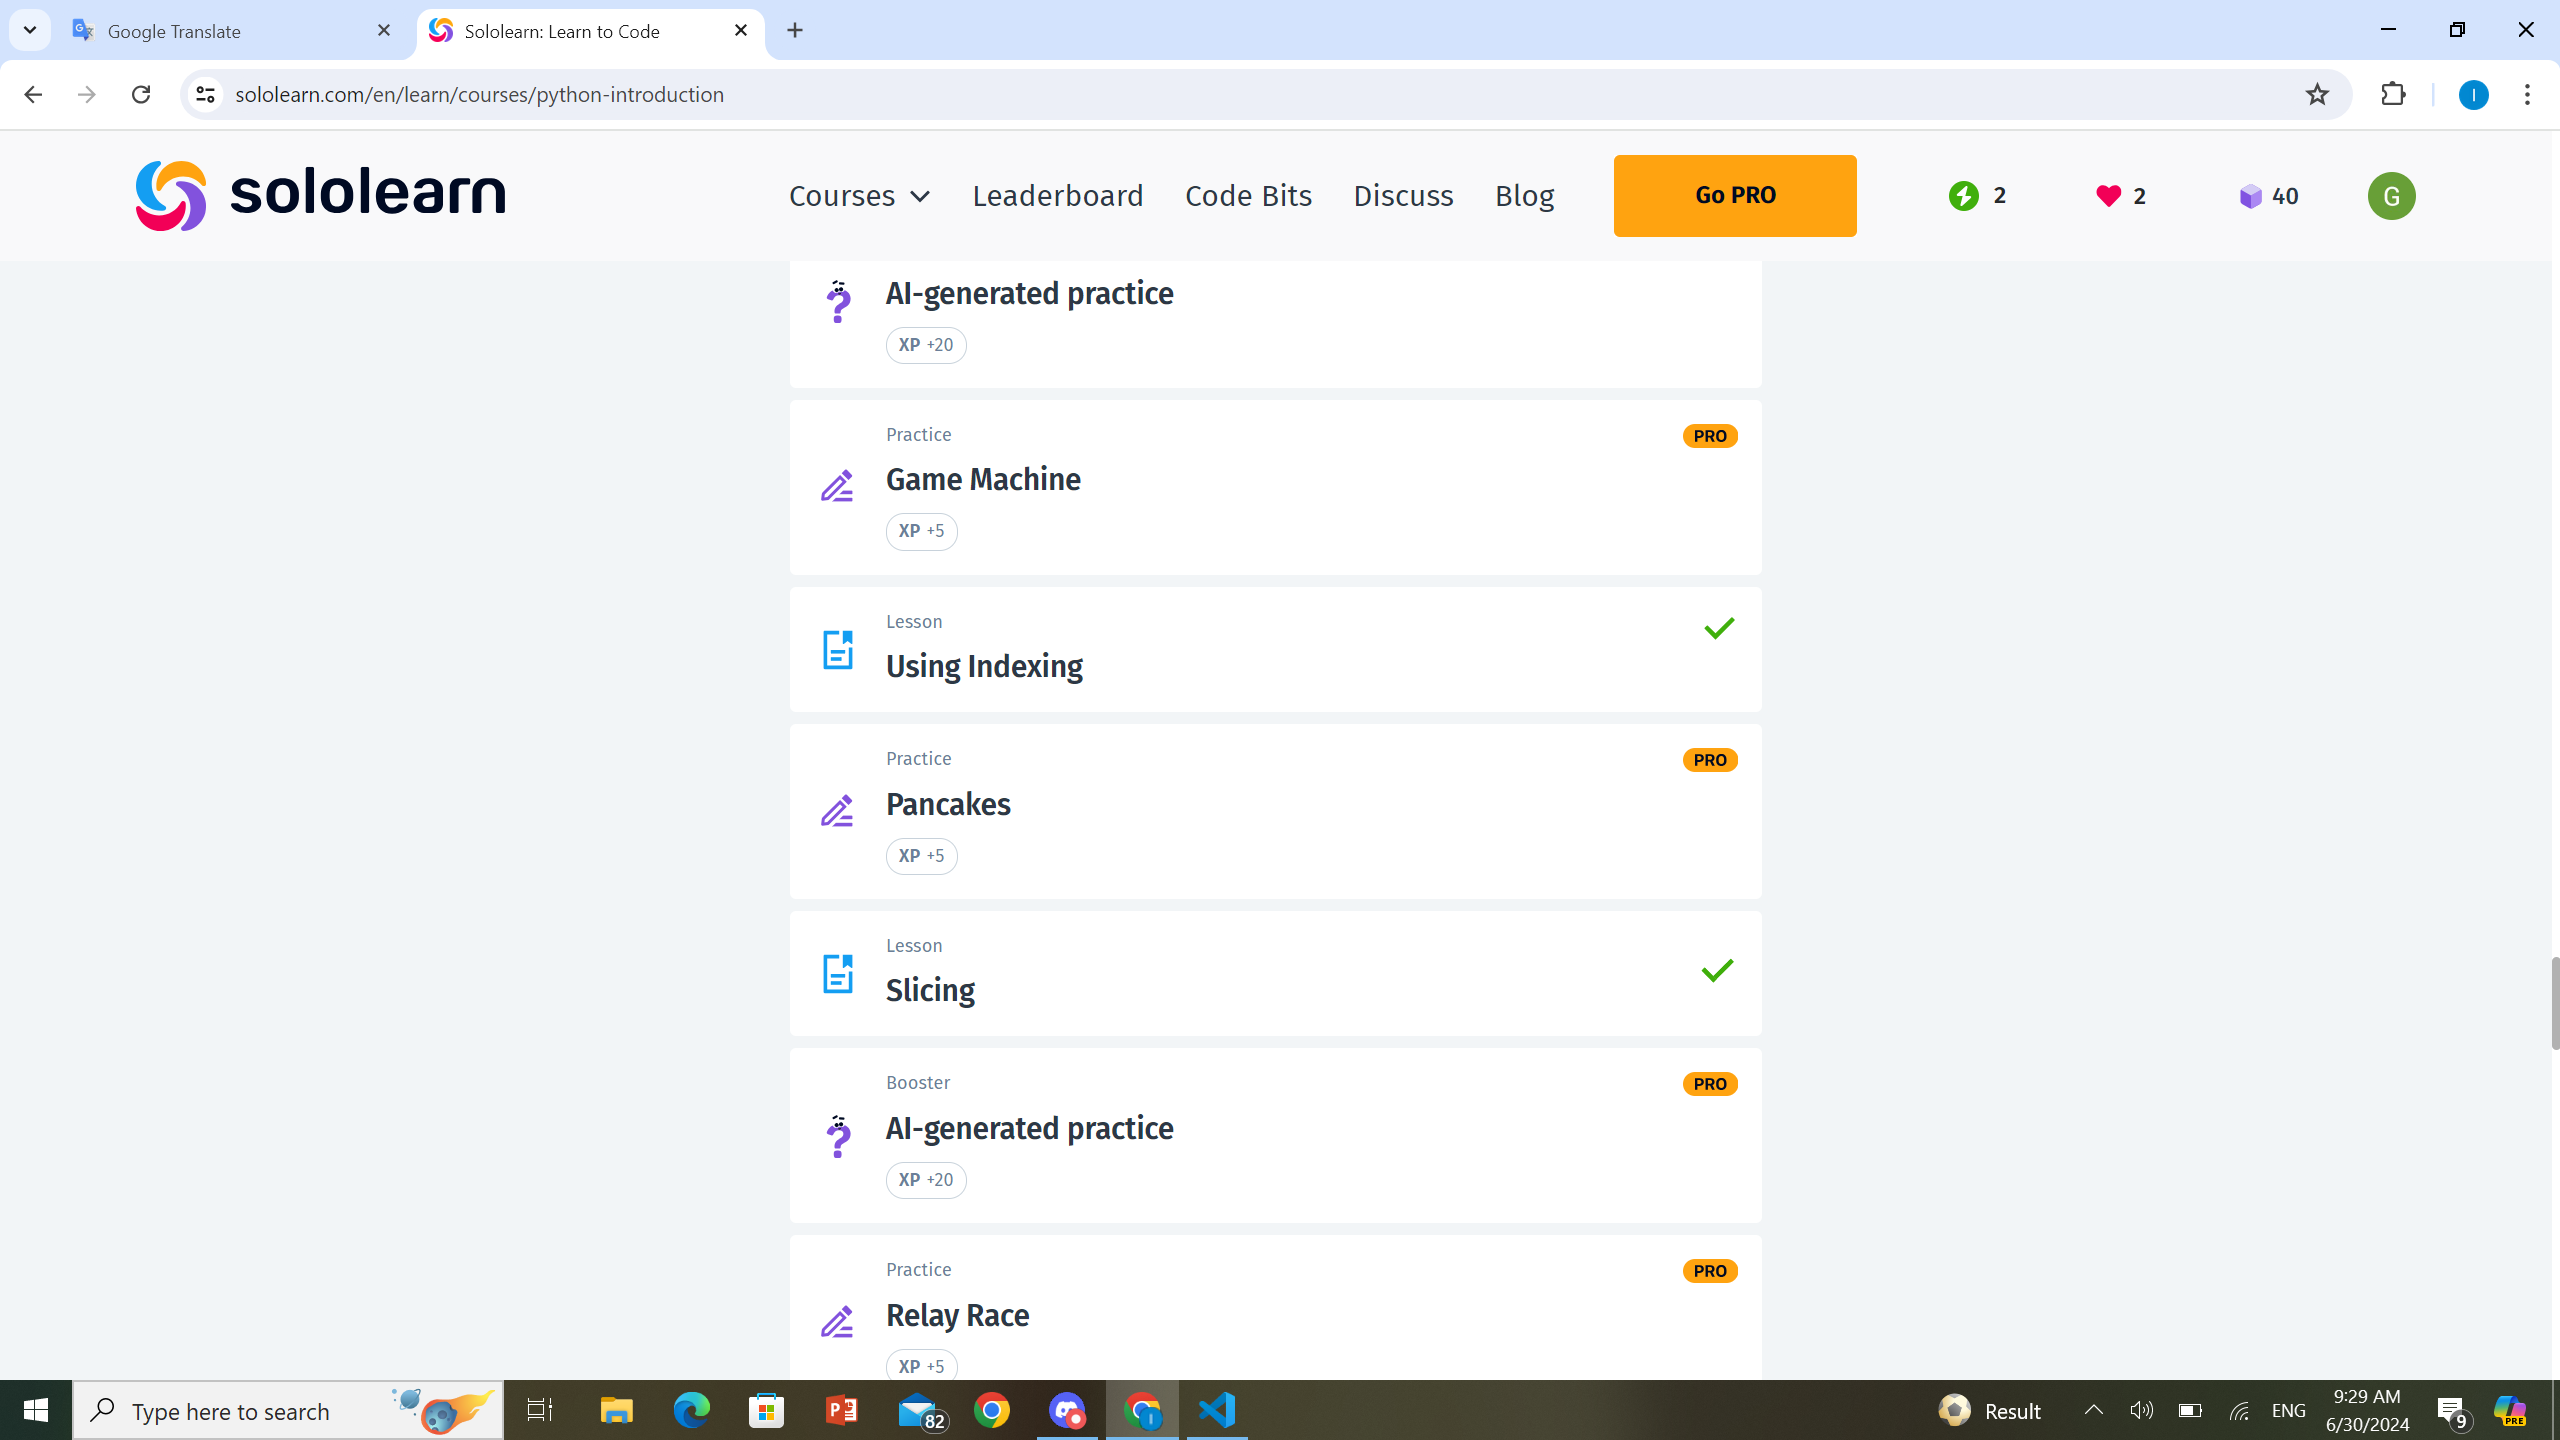 Google Translate
Sololearn: Learn to Code
sololearn.com/en/learn/courses/python-introduction
sololearn
Courses Leaderboard Code Bits Discuss Blog Go PRO 2 2 40 G
AI-generated practice
XP +20
Practice PRO
Game Machine
XP +5
Lesson
Using Indexing
Practice PRO
Pancakes
XP +5
Lesson
Slicing
Booster PRO
AI-generated practice
XP +20
Practice PRO
Relay Race
XP +5
Type here to search
82
Result
ENG
9:29 AM
6/30/2024
9
PRE